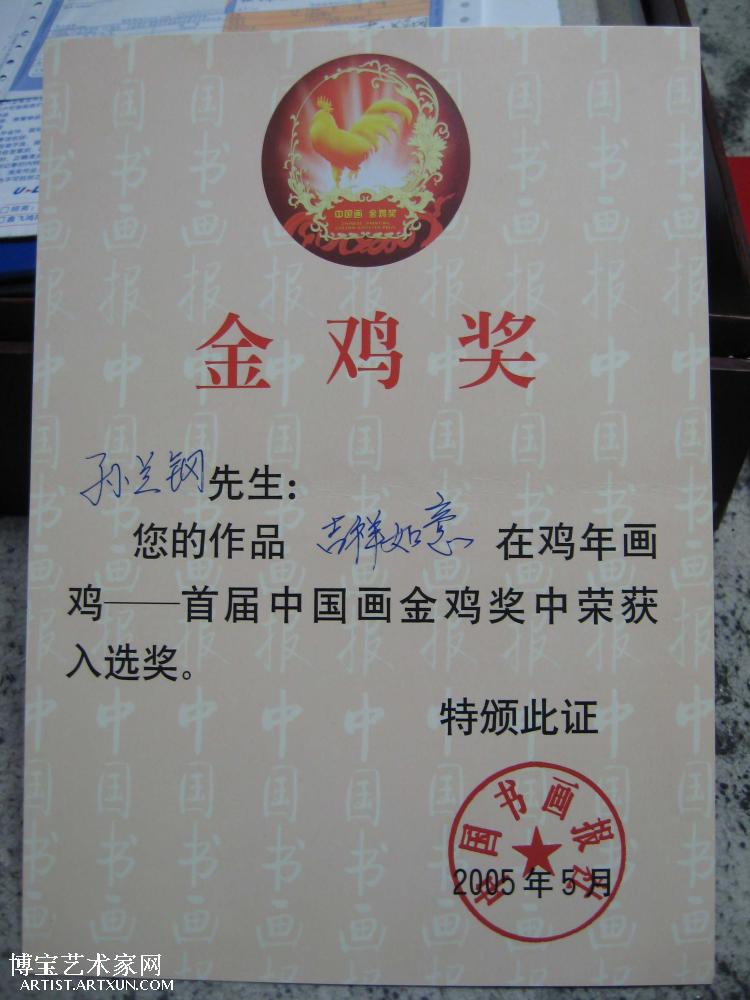 中国画 金鸡奖
金鸡奖
孙兰钢先生：
您的作品 吉祥如意 在鸡年画
鸡——首届中国画金鸡奖中荣获
入选奖。
特颁此证
中国书画报社
2005年5月
博宝艺术家网
ARTIST.ARTXUN.COM